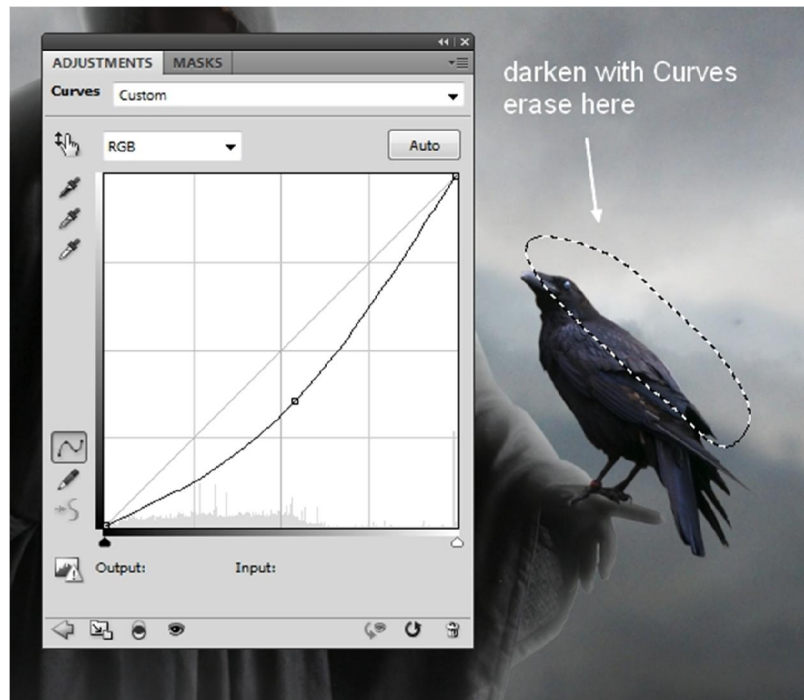 ADJUSTMENTS MASKS
Curves Custom
RGB Auto
Output: Input:
darken with Curves
erase here